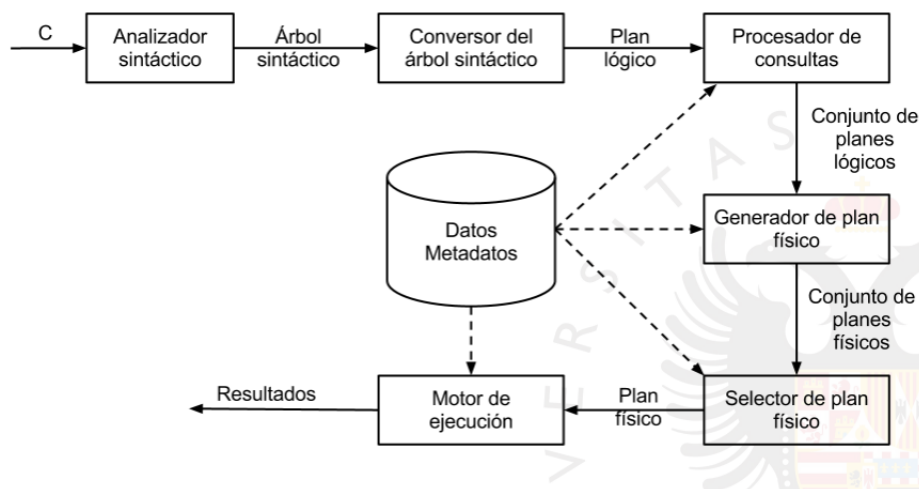 C
Analizador
sintáctico
Árbol
sintáctico
Conversor del
árbol sintáctico
Plan
lógico
Procesador de
consultas
Conjunto de
planes
lógicos
Datos
Metadatos
Generador de plan
físico
Conjunto de
planes
físicos
Resultados
Motor de
ejecución
Plan
físico
Selector de plan
físico
VERSITAS